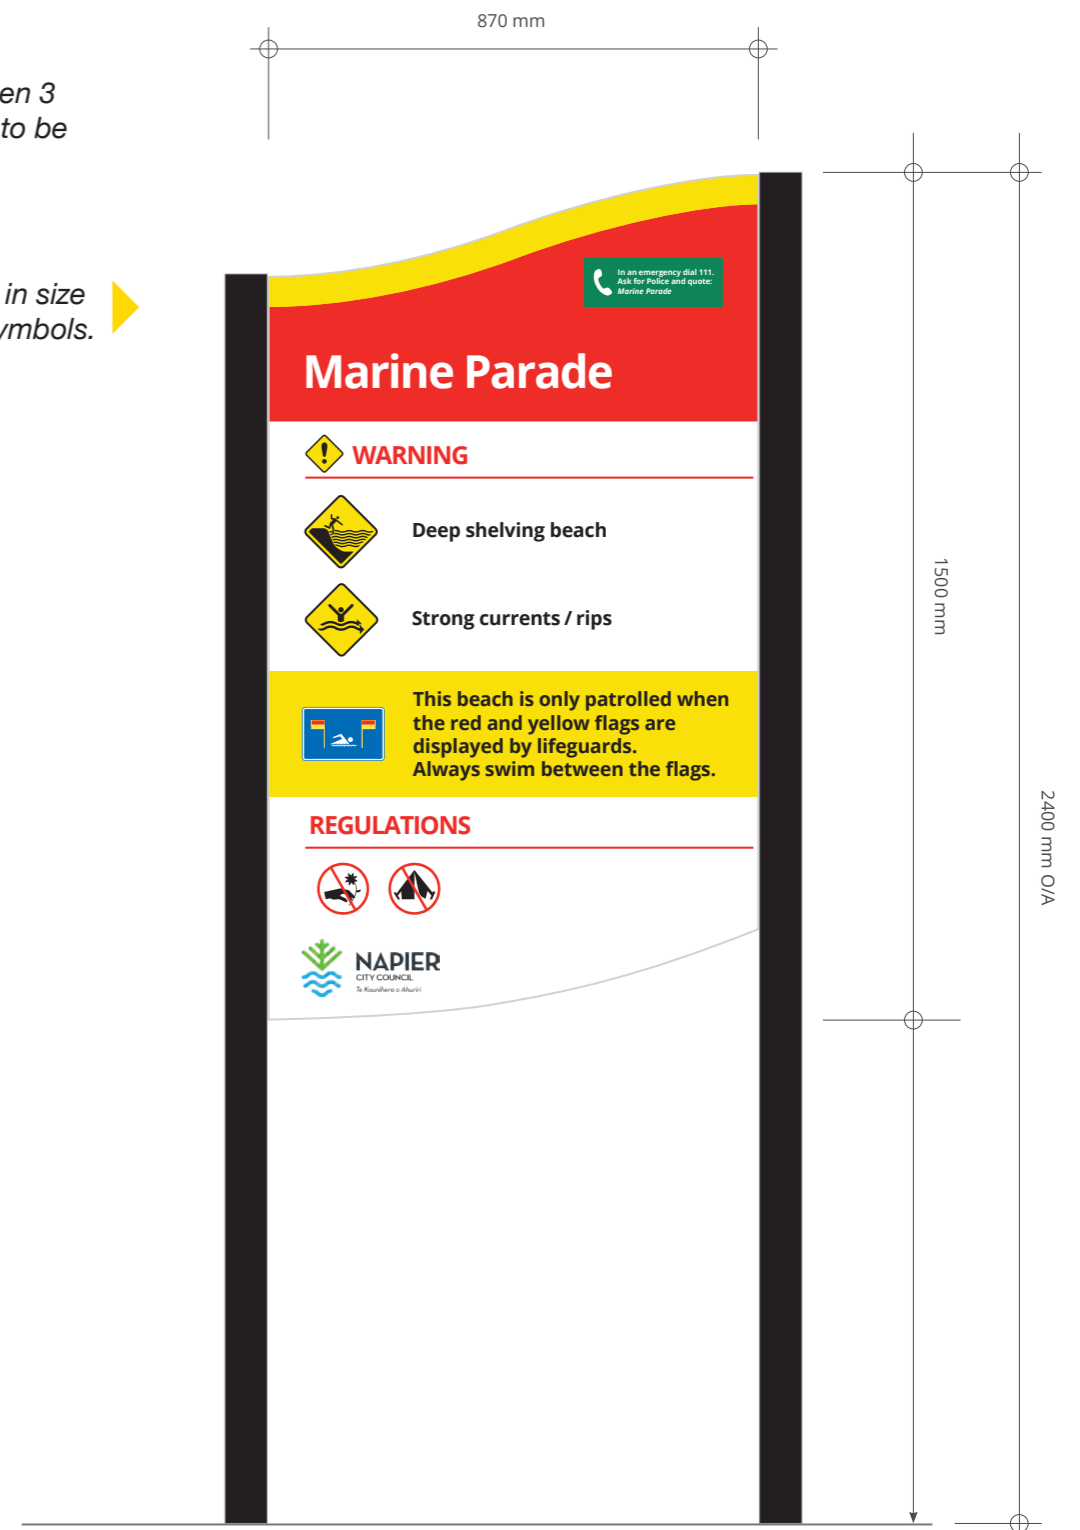 870 mm
en 3
to be
in size
ymbols.
In an emergency dial 111.
Ask for Police and quote:
Marine Parade
Marine Parade
WARNING
Deep shelving beach
Strong currents / rips
This beach is only patrolled when
the red and yellow flags are
displayed by lifeguards.
Always swim between the flags.
REGULATIONS
NAPIER
CITY COUNCIL
Te Kaunihera o Ahuriri
1500 mm
2400 mm O/A